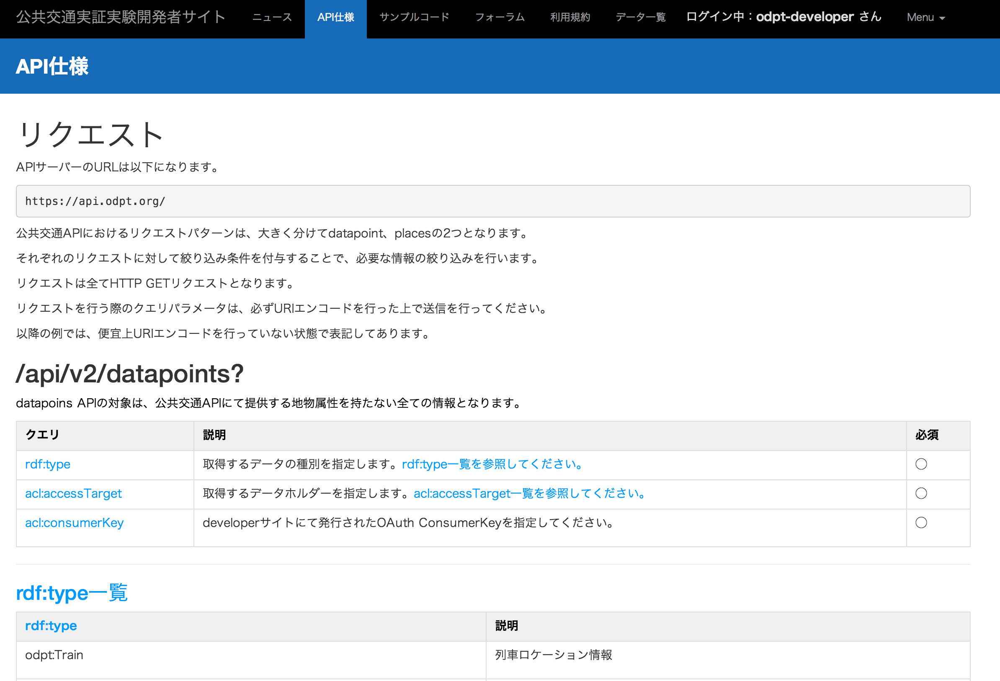 公共交通実証実験開発者サイト ニュース API仕様 サンプルコード フォーラム 利用規約 データ一覧 ログイン中：odpt-developer さん Menu
API仕様
リクエスト
APIサーバーのURLは以下になります。
https://api.odpt.org/
公共交通APIにおけるリクエストパターンは、大きく分けてdatapoint、placesの2つとなります。
それぞれのリクエストに対して絞り込み条件を付与することで、必要な情報の絞り込みを行います。
リクエストは全てHTTP GETリクエストとなります。
リクエストを行う際のクエリパラメータは、必ずURIエンコードを行った上で送信を行ってください。
以降の例では、便宜上URIエンコードを行っていない状態で表記してあります。
/api/v2/datapoints?
datapoins APIの対象は、公共交通APIにて提供する地物属性を持たない全ての情報となります。
クエリ 説明 必須
rdf:type 取得するデータの種別を指定します。rdf:type一覧を参照してください。 ○
acl:accessTarget 取得するデータホルダーを指定します。acl:accessTarget一覧を参照してください。 ○
acl:consumerKey developerサイトにて発行されたOAuth ConsumerKeyを指定してください。 ○
rdf:type一覧
rdf:type 説明
odpt:Train 列車ロケーション情報